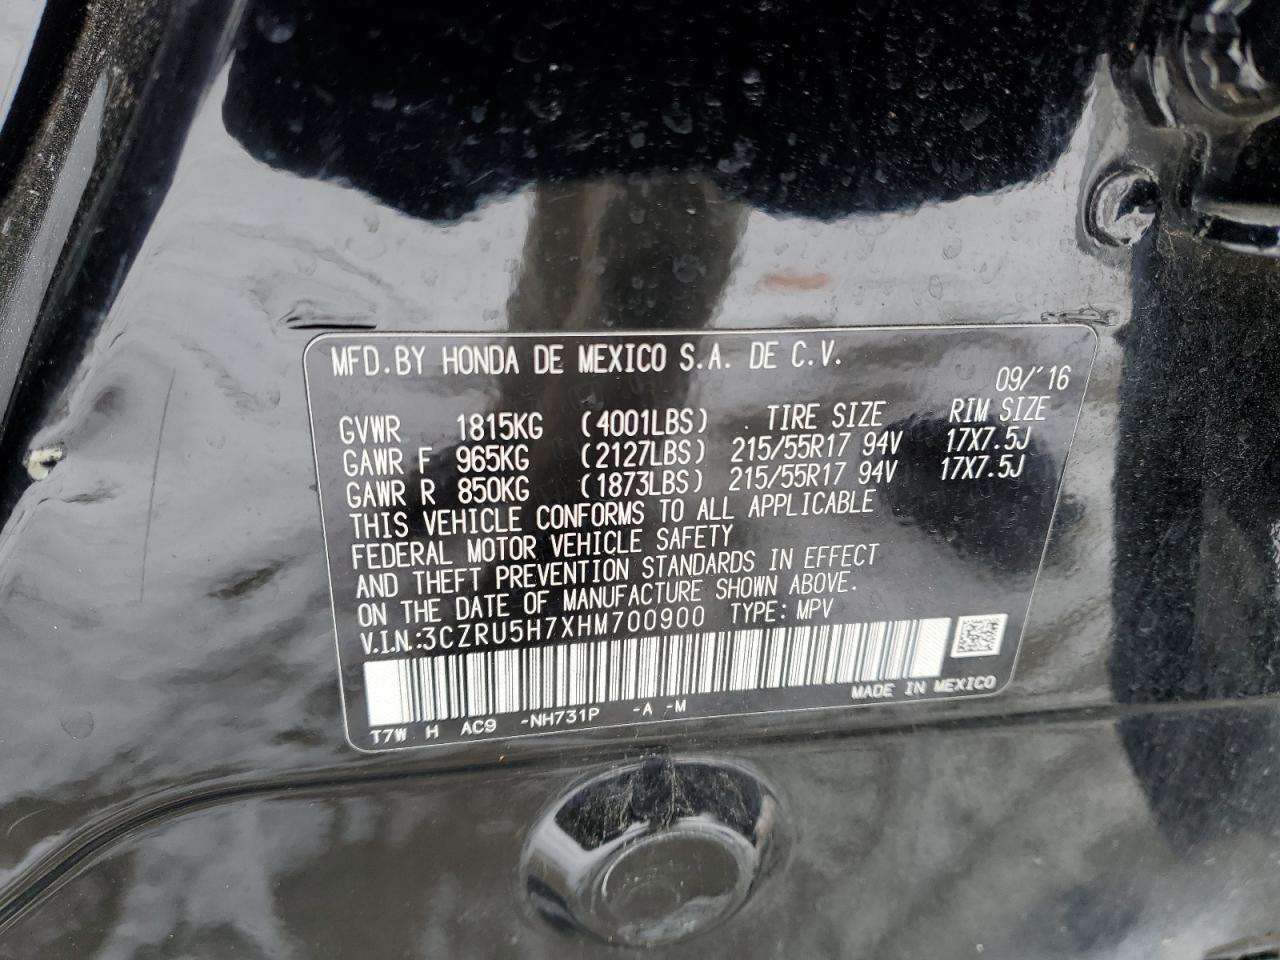 MFD.BY HONDA DE MEXICO S.A. DE C.V.
09/'16
GVWR 1815KG (4001LBS) TIRE SIZE RIM SIZE
GAWR F 965KG (2127LBS) 215/55R17 94V 17X7.5J
GAWR R 850KG (1873LBS) 215/55R17 94V 17X7.5J
THIS VEHICLE CONFORMS TO ALL APPLICABLE
FEDERAL MOTOR VEHICLE SAFETY
AND THEFT PREVENTION STANDARDS IN EFFECT
ON THE DATE OF MANUFACTURE SHOWN ABOVE.
V.I.N.:3CZRU5H7XHM700900 TYPE: MPV
MADE IN MEXICO
T7W H AC9 -NH731P -A -M